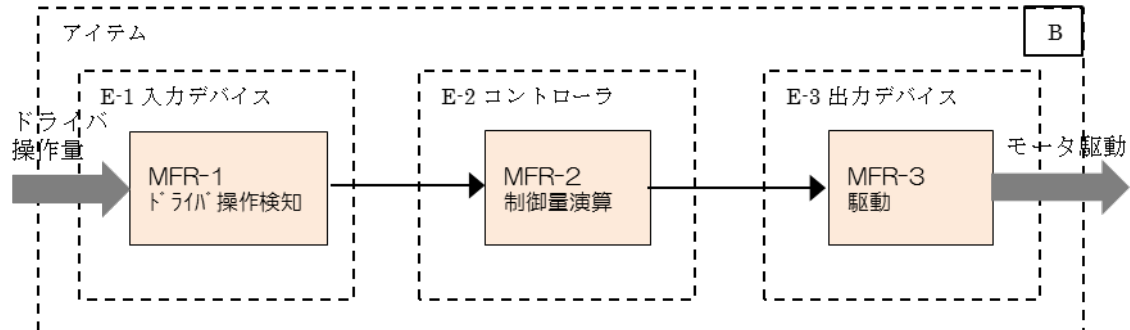 アイテム
B
E-1 入力デバイス
E-2 コントローラ
E-3 出力デバイス
ドライバ
操作量
モータ駆動
MFR-1
ﾄﾞﾗｲﾊﾞ操作検知
MFR-2
制御量演算
MFR-3
駆動